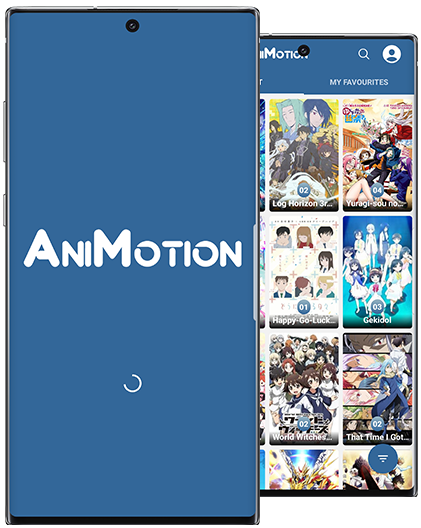 ANIMOTION
NIMOTION
T
MY FAVOURITES
02
Log Horizon 3r...
04
Yuragi-sou no...
01
Happy-Go-Luck...
03
Gekidol
02
World Witches...
02
That Time I Got...